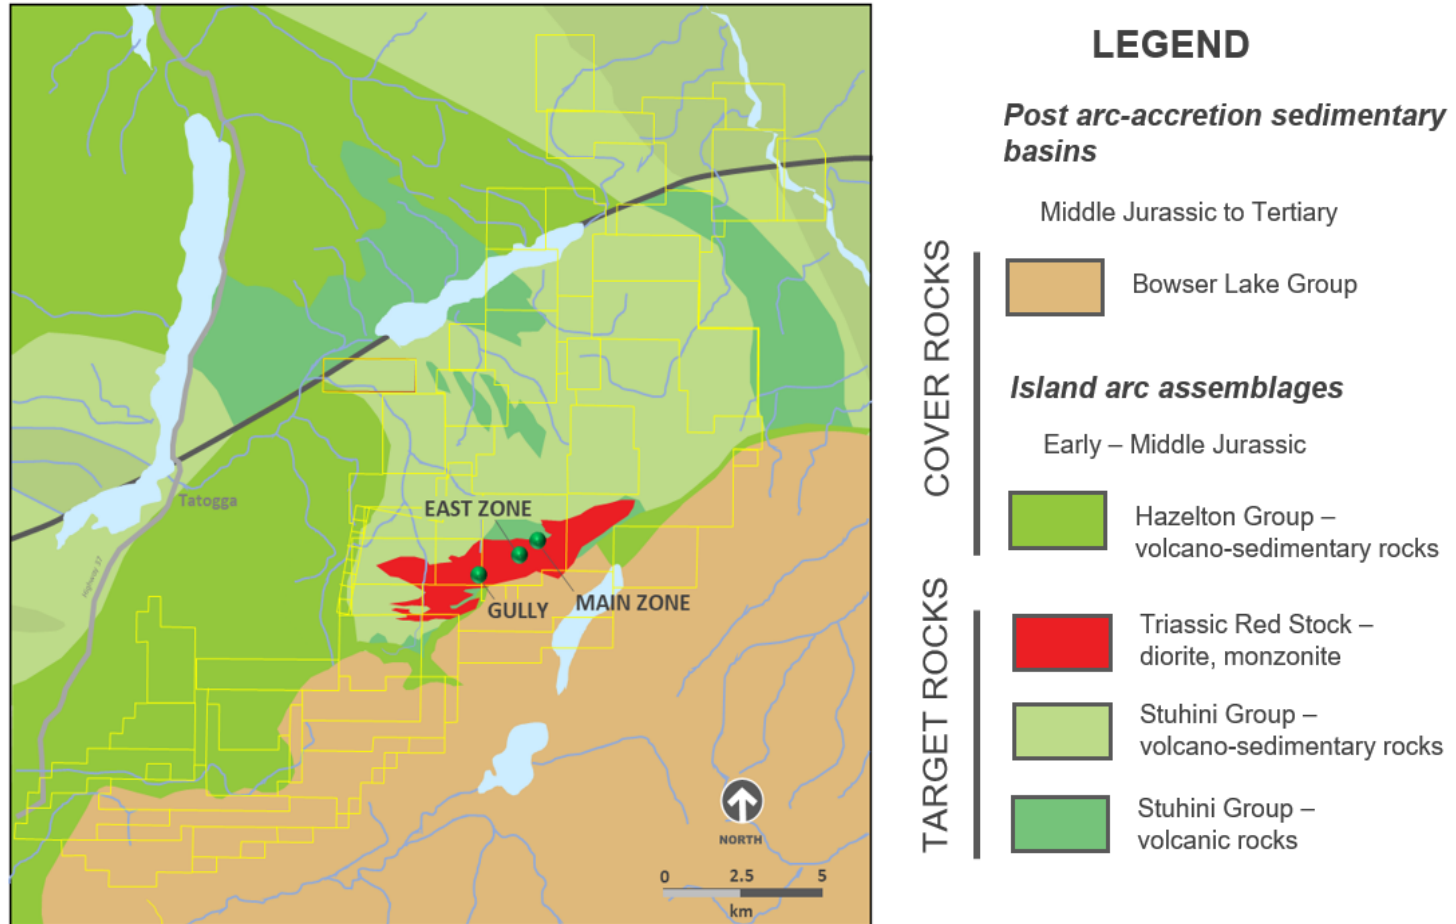 Tatogga
Highway 37
EAST ZONE
GULLY
MAIN ZONE
NORTH
0 2.5 5
km
LEGEND
Post arc-accretion sedimentary
basins
Middle Jurassic to Tertiary
COVER ROCKS
Bowser Lake Group
Island arc assemblages
Early – Middle Jurassic
Hazelton Group –
volcano-sedimentary rocks
TARGET ROCKS
Triassic Red Stock –
diorite, monzonite
Stuhini Group –
volcano-sedimentary rocks
Stuhini Group –
volcanic rocks